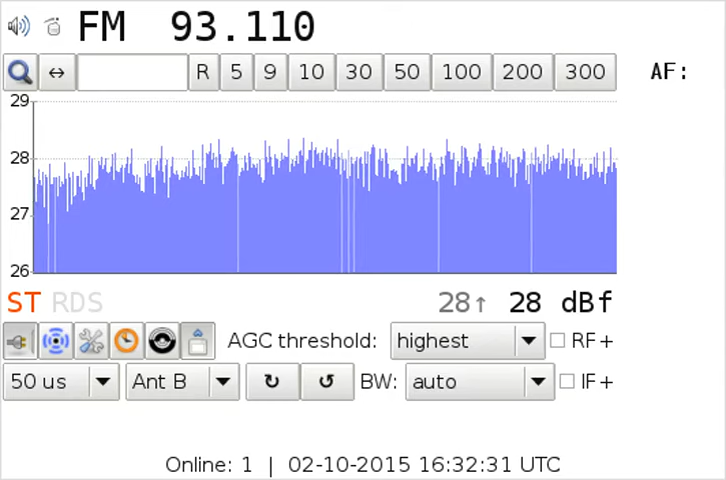 FM 93.110
↔ R 5 9 10 30 50 100 200 300 AF:
29
28
27
26
ST RDS 28↑ 28 dBf
AGC threshold: highest RF+
50 us Ant B ↻ ↺ BW: auto IF+
Online: 1 | 02-10-2015 16:32:31 UTC